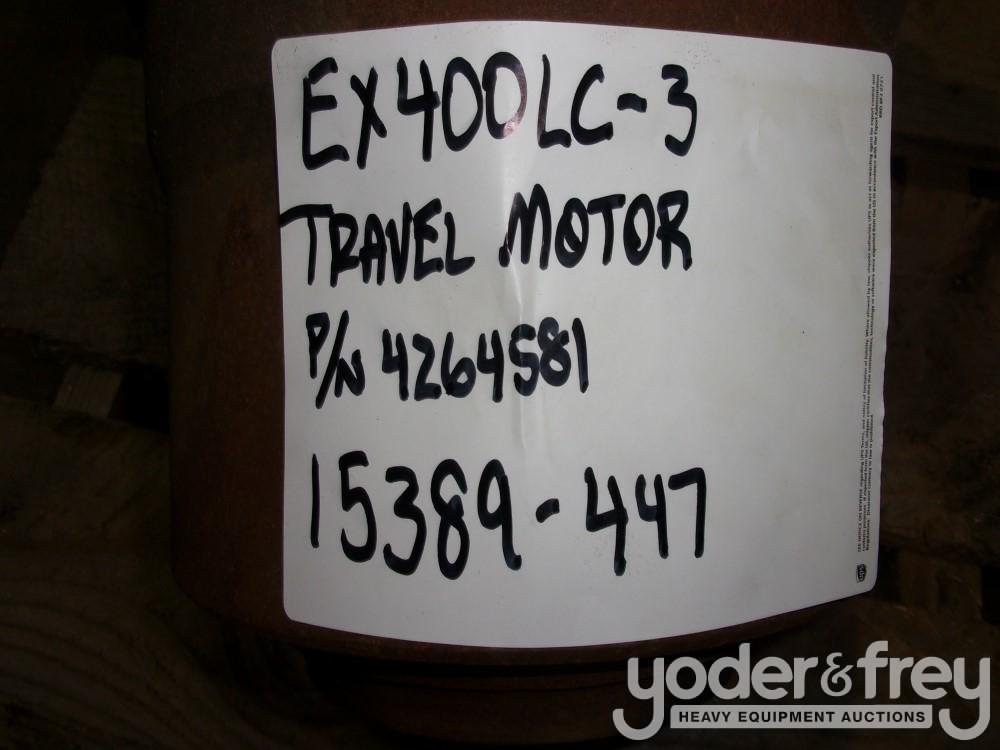 EX400LC-3
TRAVEL MOTOR
P/N 4264581
15389-447
yoder&frey
HEAVY EQUIPMENT AUCTIONS